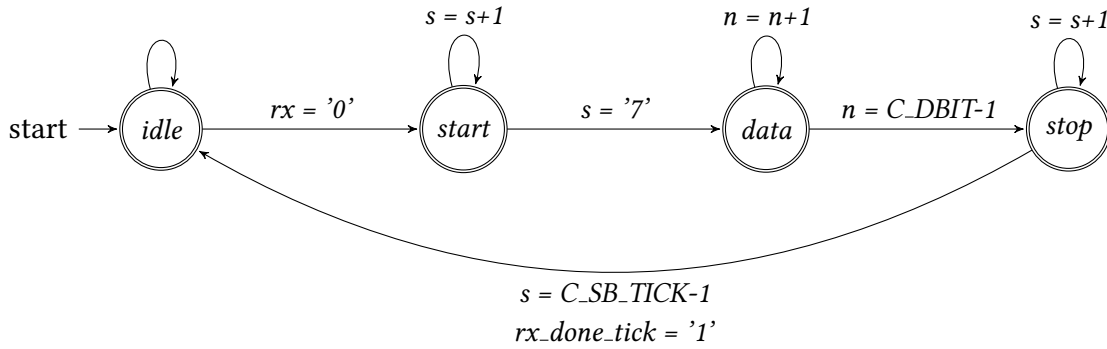 s = s+1
n = n+1
s = s+1
start
idle
rx = '0'
start
s = '7'
data
n = C_DBIT-1
stop
s = C_SB_TICK-1
rx_done_tick = '1'